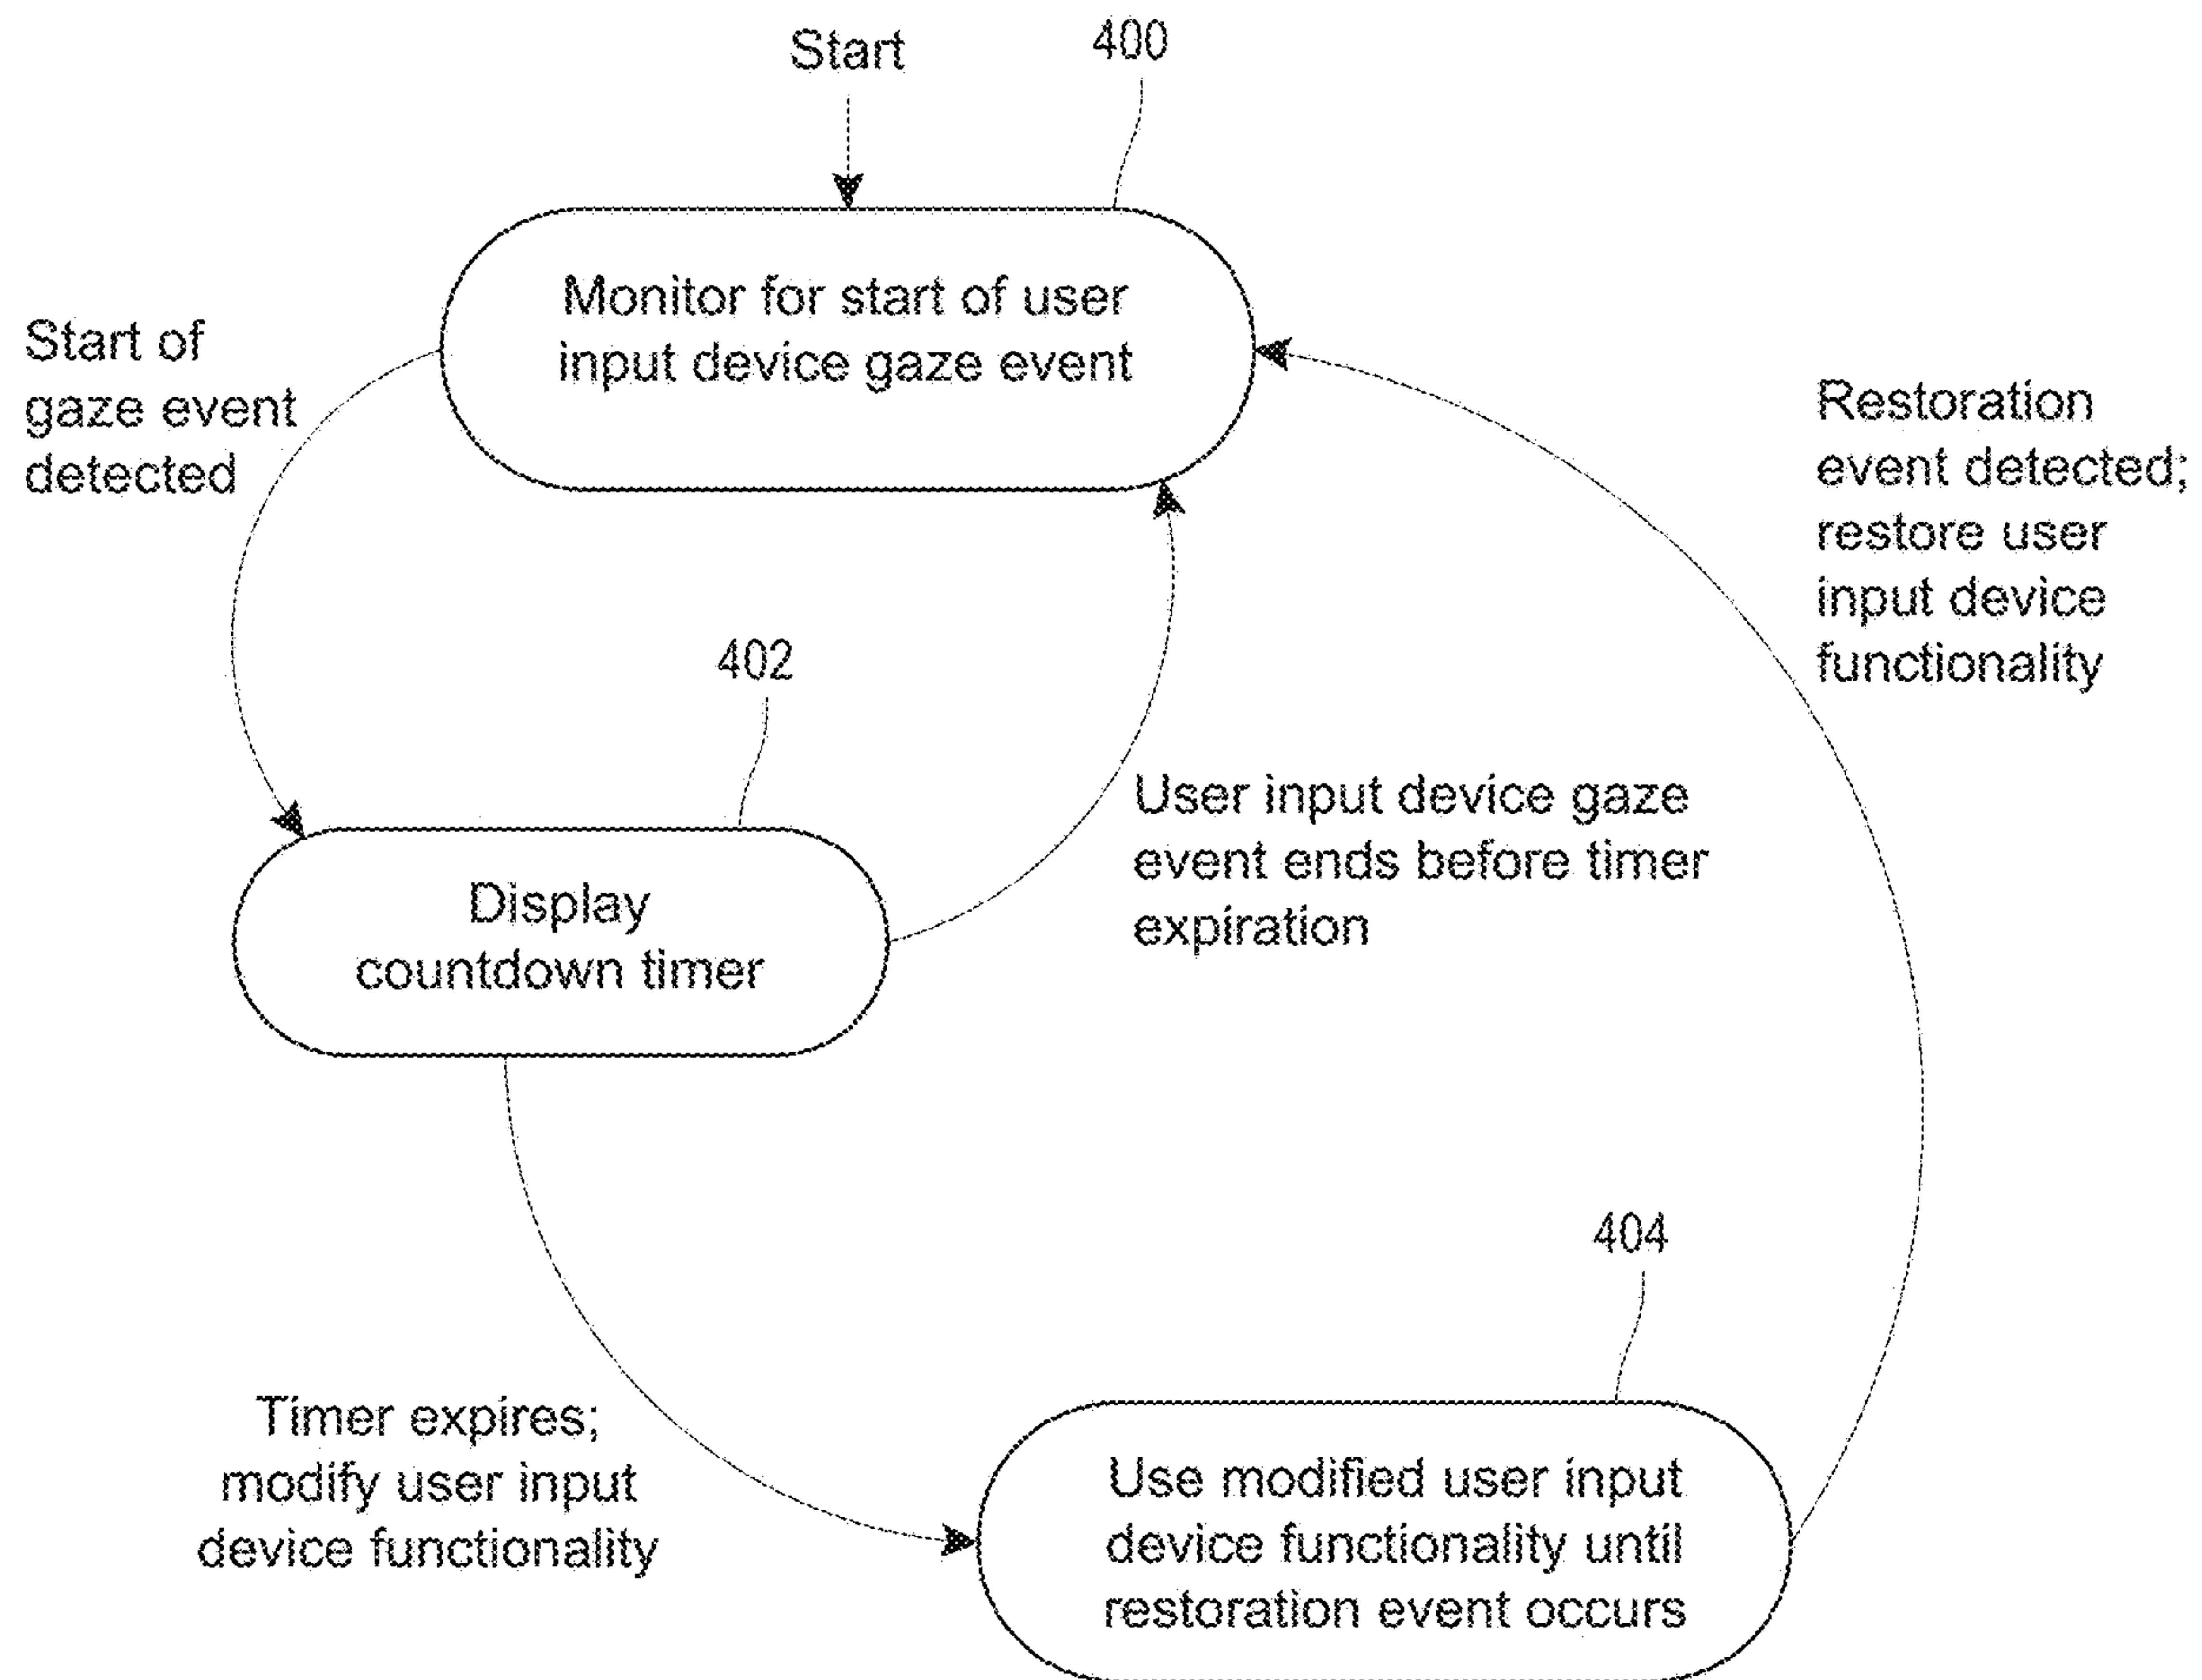 Start
400
Monitor for start of user
input device gaze event
Start of
gaze event
detected
Restoration
event detected;
restore user
input device
functionality
402
User input device gaze
event ends before timer
expiration
Display
countdown timer
404
Timer expires;
modify user input
device functionality
Use modified user input
device functionality until
restoration event occurs